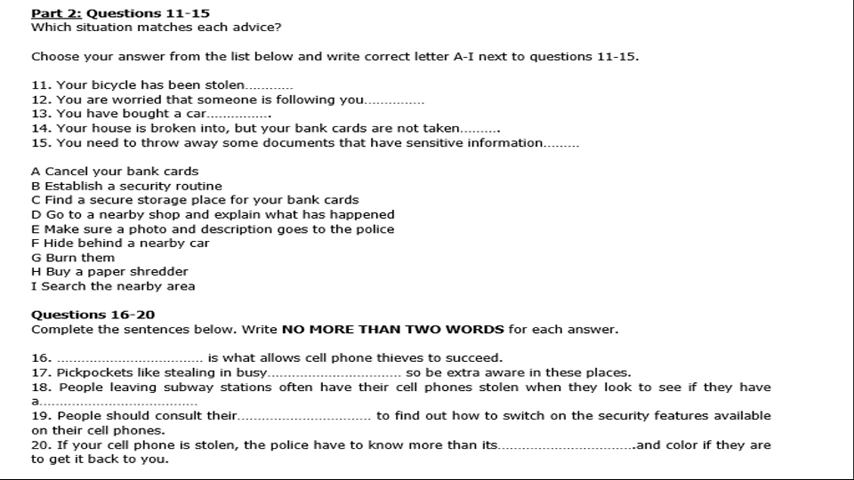 Part 2: Questions 11-15
Which situation matches each advice?
Choose your answer from the list below and write correct letter A-I next to questions 11-15.
11. Your bicycle has been stolen............
12. You are worried that someone is following you...............
13. You have bought a car................
14. Your house is broken into, but your bank cards are not taken..........
15. You need to throw away some documents that have sensitive information.........
A Cancel your bank cards
B Establish a security routine
C Find a secure storage place for your bank cards
D Go to a nearby shop and explain what has happened
E Make sure a photo and description goes to the police
F Hide behind a nearby car
G Burn them
H Buy a paper shredder
I Search the nearby area
Questions 16-20
Complete the sentences below. Write NO MORE THAN TWO WORDS for each answer.
16. ................................... is what allows cell phone thieves to succeed.
17. Pickpockets like stealing in busy................................ so be extra aware in these places.
18. People leaving subway stations often have their cell phones stolen when they look to see if they have
a......................................
19. People should consult their................................ to find out how to switch on the security features available
on their cell phones.
20. If your cell phone is stolen, the police have to know more than its..................................and color if they are
to get it back to you.